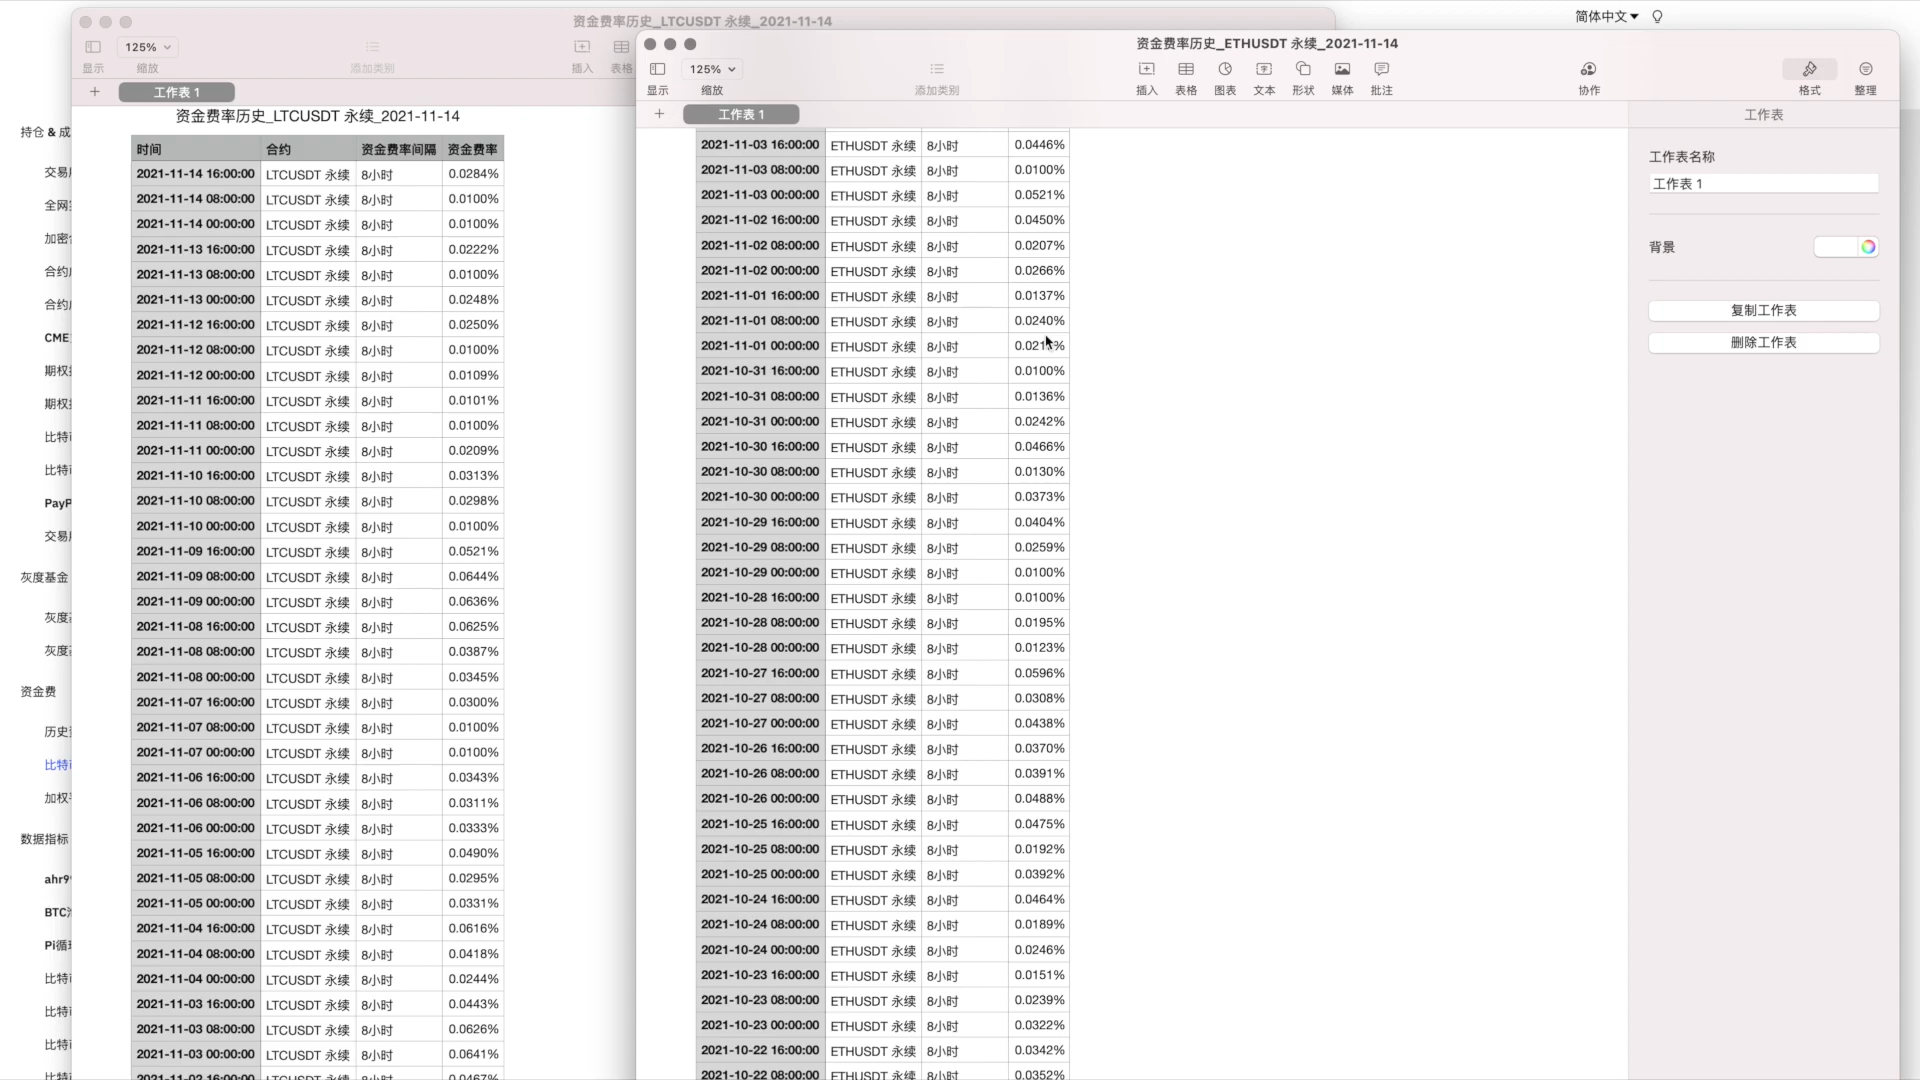 简体中文
资金费率历史_LTCUSDT 永续_2021-11-14
125%
显示
缩放
添加类别
插入
表格
工作表 1
资金费率历史_LTCUSDT 永续_2021-11-14
时间 合约 资金费率间隔 资金费率
2021-11-14 16:00:00 LTCUSDT 永续 8小时 0.0284%
2021-11-14 08:00:00 LTCUSDT 永续 8小时 0.0100%
2021-11-14 00:00:00 LTCUSDT 永续 8小时 0.0100%
2021-11-13 16:00:00 LTCUSDT 永续 8小时 0.0222%
2021-11-13 08:00:00 LTCUSDT 永续 8小时 0.0100%
2021-11-13 00:00:00 LTCUSDT 永续 8小时 0.0248%
2021-11-12 16:00:00 LTCUSDT 永续 8小时 0.0250%
2021-11-12 08:00:00 LTCUSDT 永续 8小时 0.0100%
2021-11-12 00:00:00 LTCUSDT 永续 8小时 0.0109%
2021-11-11 16:00:00 LTCUSDT 永续 8小时 0.0101%
2021-11-11 08:00:00 LTCUSDT 永续 8小时 0.0100%
2021-11-11 00:00:00 LTCUSDT 永续 8小时 0.0209%
2021-11-10 16:00:00 LTCUSDT 永续 8小时 0.0313%
2021-11-10 08:00:00 LTCUSDT 永续 8小时 0.0298%
2021-11-10 00:00:00 LTCUSDT 永续 8小时 0.0100%
2021-11-09 16:00:00 LTCUSDT 永续 8小时 0.0521%
2021-11-09 08:00:00 LTCUSDT 永续 8小时 0.0644%
2021-11-09 00:00:00 LTCUSDT 永续 8小时 0.0636%
2021-11-08 16:00:00 LTCUSDT 永续 8小时 0.0625%
2021-11-08 08:00:00 LTCUSDT 永续 8小时 0.0387%
2021-11-08 00:00:00 LTCUSDT 永续 8小时 0.0345%
2021-11-07 16:00:00 LTCUSDT 永续 8小时 0.0300%
2021-11-07 08:00:00 LTCUSDT 永续 8小时 0.0100%
2021-11-07 00:00:00 LTCUSDT 永续 8小时 0.0100%
2021-11-06 16:00:00 LTCUSDT 永续 8小时 0.0343%
2021-11-06 08:00:00 LTCUSDT 永续 8小时 0.0311%
2021-11-06 00:00:00 LTCUSDT 永续 8小时 0.0333%
2021-11-05 16:00:00 LTCUSDT 永续 8小时 0.0490%
2021-11-05 08:00:00 LTCUSDT 永续 8小时 0.0295%
2021-11-05 00:00:00 LTCUSDT 永续 8小时 0.0331%
2021-11-04 16:00:00 LTCUSDT 永续 8小时 0.0616%
2021-11-04 08:00:00 LTCUSDT 永续 8小时 0.0418%
2021-11-04 00:00:00 LTCUSDT 永续 8小时 0.0244%
2021-11-03 16:00:00 LTCUSDT 永续 8小时 0.0443%
2021-11-03 08:00:00 LTCUSDT 永续 8小时 0.0626%
2021-11-03 00:00:00 LTCUSDT 永续 8小时 0.0641%
2021-11-02 16:00:00 LTCUSDT 永续 8小时 0.0467%
资金费率历史_ETHUSDT 永续_2021-11-14
125%
显示
缩放
添加类别
插入
表格
图表
文本
形状
媒体
批注
协作
格式
整理
工作表 1
2021-11-03 16:00:00 ETHUSDT 永续 8小时 0.0446%
2021-11-03 08:00:00 ETHUSDT 永续 8小时 0.0100%
2021-11-03 00:00:00 ETHUSDT 永续 8小时 0.0521%
2021-11-02 16:00:00 ETHUSDT 永续 8小时 0.0450%
2021-11-02 08:00:00 ETHUSDT 永续 8小时 0.0207%
2021-11-02 00:00:00 ETHUSDT 永续 8小时 0.0266%
2021-11-01 16:00:00 ETHUSDT 永续 8小时 0.0137%
2021-11-01 08:00:00 ETHUSDT 永续 8小时 0.0240%
2021-11-01 00:00:00 ETHUSDT 永续 8小时
2021-10-31 16:00:00 ETHUSDT 永续 8小时 0.0100%
2021-10-31 08:00:00 ETHUSDT 永续 8小时 0.0136%
2021-10-31 00:00:00 ETHUSDT 永续 8小时 0.0242%
2021-10-30 16:00:00 ETHUSDT 永续 8小时 0.0466%
2021-10-30 08:00:00 ETHUSDT 永续 8小时 0.0130%
2021-10-30 00:00:00 ETHUSDT 永续 8小时 0.0373%
2021-10-29 16:00:00 ETHUSDT 永续 8小时 0.0404%
2021-10-29 08:00:00 ETHUSDT 永续 8小时 0.0259%
2021-10-29 00:00:00 ETHUSDT 永续 8小时 0.0100%
2021-10-28 16:00:00 ETHUSDT 永续 8小时 0.0100%
2021-10-28 08:00:00 ETHUSDT 永续 8小时 0.0195%
2021-10-28 00:00:00 ETHUSDT 永续 8小时 0.0123%
2021-10-27 16:00:00 ETHUSDT 永续 8小时 0.0596%
2021-10-27 08:00:00 ETHUSDT 永续 8小时 0.0308%
2021-10-27 00:00:00 ETHUSDT 永续 8小时 0.0438%
2021-10-26 16:00:00 ETHUSDT 永续 8小时 0.0370%
2021-10-26 08:00:00 ETHUSDT 永续 8小时 0.0391%
2021-10-26 00:00:00 ETHUSDT 永续 8小时 0.0488%
2021-10-25 16:00:00 ETHUSDT 永续 8小时 0.0475%
2021-10-25 08:00:00 ETHUSDT 永续 8小时 0.0192%
2021-10-25 00:00:00 ETHUSDT 永续 8小时 0.0392%
2021-10-24 16:00:00 ETHUSDT 永续 8小时 0.0464%
2021-10-24 08:00:00 ETHUSDT 永续 8小时 0.0189%
2021-10-24 00:00:00 ETHUSDT 永续 8小时 0.0246%
2021-10-23 16:00:00 ETHUSDT 永续 8小时 0.0151%
2021-10-23 08:00:00 ETHUSDT 永续 8小时 0.0239%
2021-10-23 00:00:00 ETHUSDT 永续 8小时 0.0322%
2021-10-22 16:00:00 ETHUSDT 永续 8小时 0.0342%
2021-10-22 08:00:00 ETHUSDT 永续 8小时 0.0352%
工作表
工作表名称
工作表 1
背景
复制工作表
删除工作表
持仓 & 成
交易
全网
加密
合约
合约
CME
期权
期权
比特
比特
PayP
交易
灰度基金
灰度
灰度
资金费
历史
比特
加权
数据指标
ahr9
BTC
Pi循
比特
比特
比特
比特